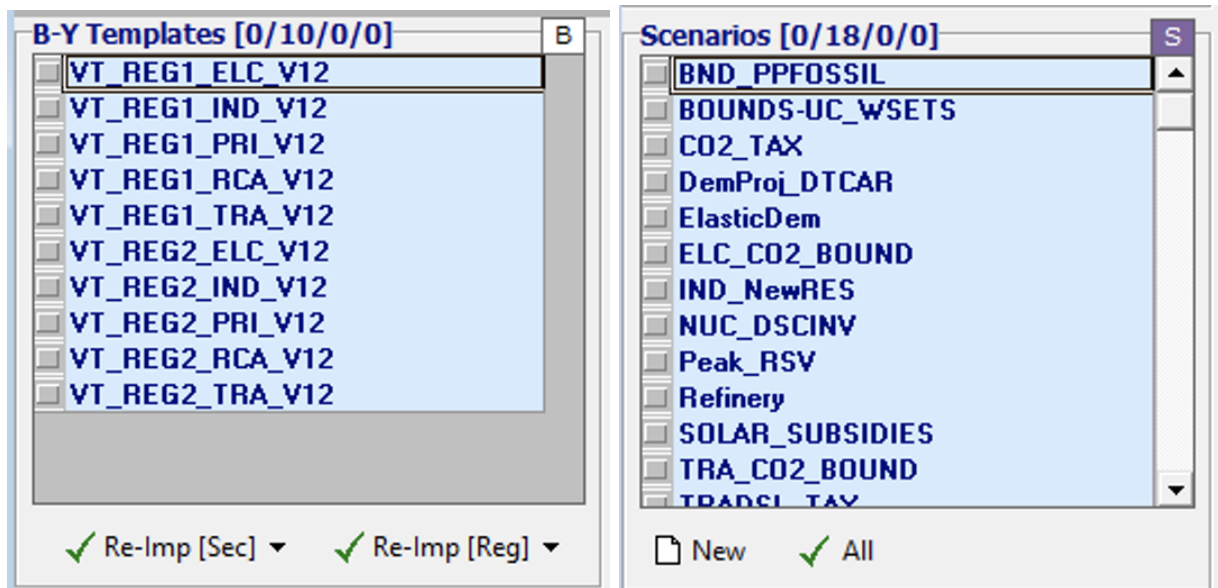 B-Y Templates [0/10/0/0]
B
VT_REG1_ELC_V12
VT_REG1_IND_V12
VT_REG1_PRI_V12
VT_REG1_RCA_V12
VT_REG1_TRA_V12
VT_REG2_ELC_V12
VT_REG2_IND_V12
VT_REG2_PRI_V12
VT_REG2_RCA_V12
VT_REG2_TRA_V12
Re-Imp [Sec]
Re-Imp [Reg]
Scenarios [0/18/0/0]
S
BND_PPFOSSIL
BOUNDS-UC_WSETS
CO2_TAX
DemProj_DTCAR
ElasticDem
ELC_CO2_BOUND
IND_NewRES
NUC_DSCINV
Peak_RSV
Refinery
SOLAR_SUBSIDIES
TRA_CO2_BOUND
New
All